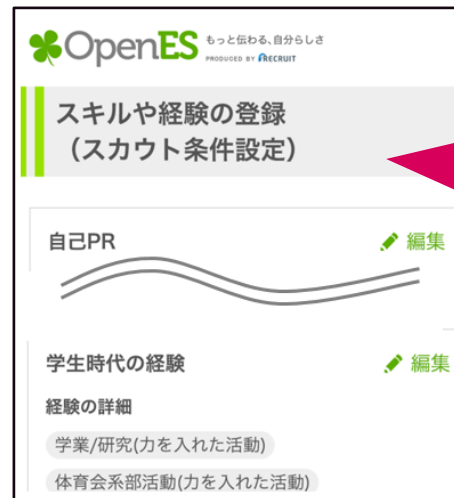 OpenES もっと伝わる、自分らしさ
PRODUCED BY RECRUIT
スキルや経験の登録
(スカウト条件設定)
自己PR 編集
学生時代の経験 編集
経験の詳細
学業/研究(力を入れた活動)
体育会系部活動(力を入れた活動)